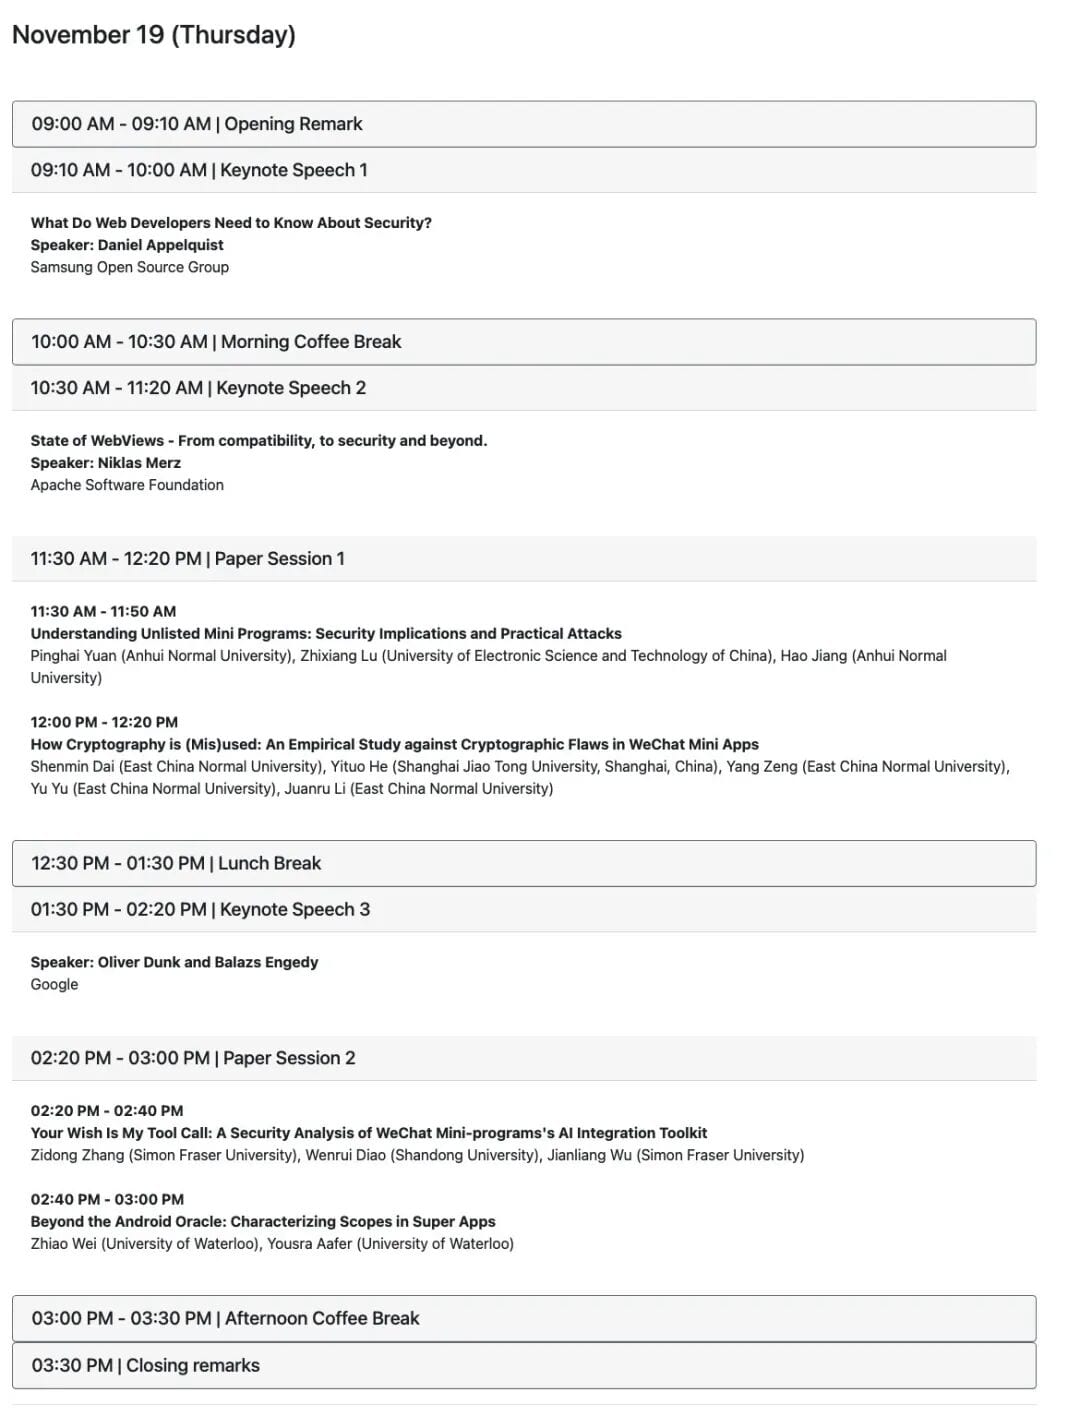 November 19 (Thursday)
09:00 AM - 09:10 AM | Opening Remark
09:10 AM - 10:00 AM | Keynote Speech 1
What Do Web Developers Need to Know About Security?
Speaker: Daniel Appelquist
Samsung Open Source Group
10:00 AM - 10:30 AM | Morning Coffee Break
10:30 AM - 11:20 AM | Keynote Speech 2
State of WebViews - From compatibility, to security and beyond.
Speaker: Niklas Merz
Apache Software Foundation
11:30 AM - 12:20 PM | Paper Session 1
11:30 AM - 11:50 AM
Understanding Unlisted Mini Programs: Security Implications and Practical Attacks
Pinghai Yuan (Anhui Normal University), Zhixiang Lu (University of Electronic Science and Technology of China), Hao Jiang (Anhui Normal
University)
12:00 PM - 12:20 PM
How Cryptography is (Mis)used: An Empirical Study against Cryptographic Flaws in WeChat Mini Apps
Shenmin Dai (East China Normal University), Yituo He (Shanghai Jiao Tong University, Shanghai, China), Yang Zeng (East China Normal University),
Yu Yu (East China Normal University), Juanru Li (East China Normal University)
12:30 PM - 01:30 PM | Lunch Break
01:30 PM - 02:20 PM | Keynote Speech 3
Speaker: Oliver Dunk and Balazs Engedy
Google
02:20 PM - 03:00 PM | Paper Session 2
02:20 PM - 02:40 PM
Your Wish Is My Tool Call: A Security Analysis of WeChat Mini-programs's AI Integration Toolkit
Zidong Zhang (Simon Fraser University), Wenrui Diao (Shandong University), Jianliang Wu (Simon Fraser University)
02:40 PM - 03:00 PM
Beyond the Android Oracle: Characterizing Scopes in Super Apps
Zhiao Wei (University of Waterloo), Yousra Aafer (University of Waterloo)
03:00 PM - 03:30 PM | Afternoon Coffee Break
03:30 PM | Closing remarks